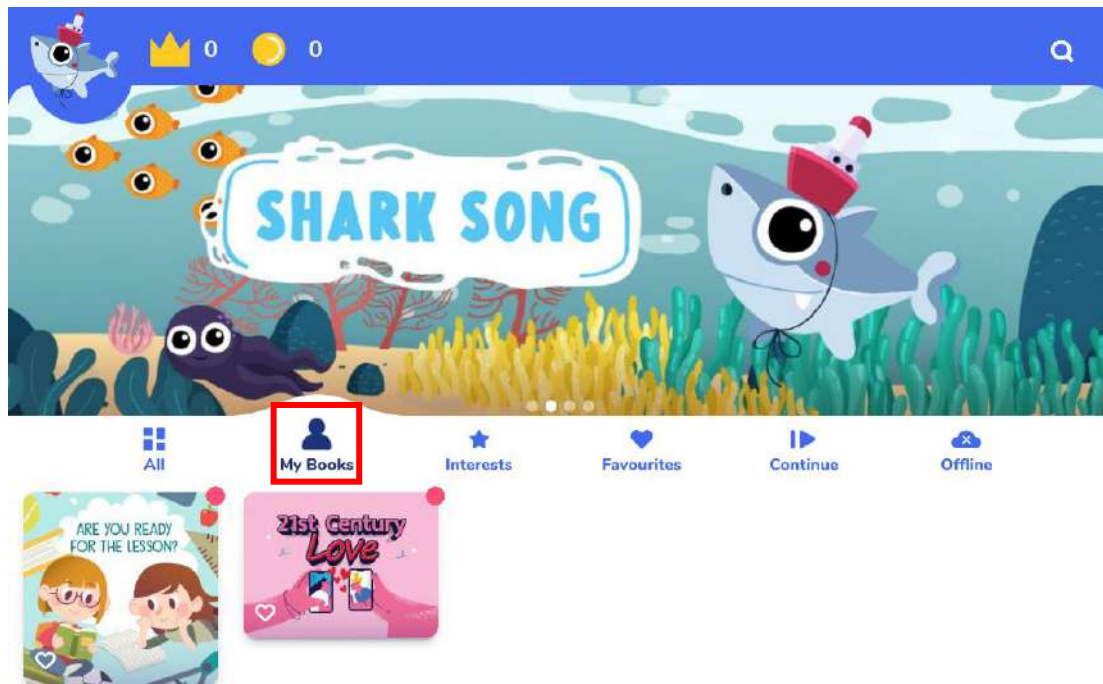 0
0
SHARK SONG
All
My Books
Interests
Favourites
Continue
Offline
ARE YOU READY
FOR THE LESSON?
21st Century
Love